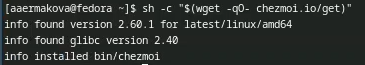 [aaermakova@fedora ~]$ sh -c "$(wget -qO- chezmoi.io/get)"
info found version 2.60.1 for latest/linux/amd64
info found glibc version 2.40
info installed bin/chezmoi